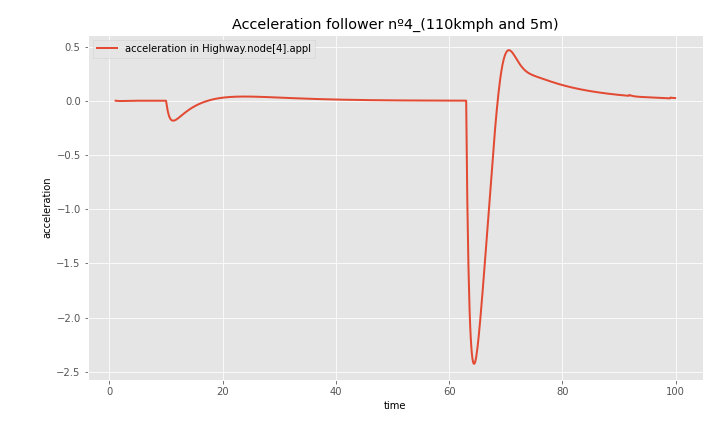 Acceleration follower nº4_(110kmph and 5m)
acceleration in Highway.node[4].appl
0.5
0.0
−0.5
−1.0
−1.5
−2.0
−2.5
acceleration
0 20 40 60 80 100
time